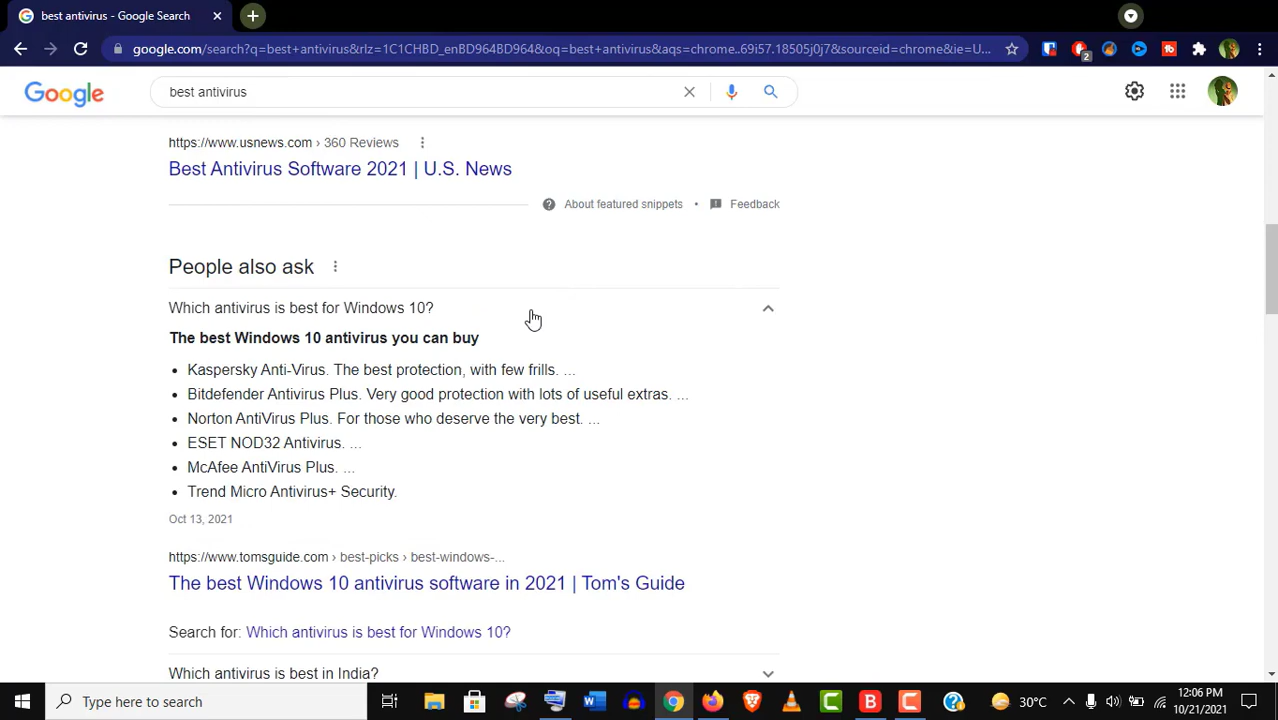 best antivirus - Google Search
google.com/search?q=best+antivirus&rlz=1C1CHBD_enBD964BD964&oq=best+antivirus&aqs=chrome..69i57.18505j0j7&sourceid=chrome&ie=U...
2
Google
best antivirus
https://www.usnews.com › 360 Reviews
Best Antivirus Software 2021 | U.S. News
About featured snippets • Feedback
People also ask
Which antivirus is best for Windows 10?
The best Windows 10 antivirus you can buy
• Kaspersky Anti-Virus. The best protection, with few frills. ...
• Bitdefender Antivirus Plus. Very good protection with lots of useful extras. ...
• Norton AntiVirus Plus. For those who deserve the very best. ...
• ESET NOD32 Antivirus. ...
• McAfee AntiVirus Plus. ...
• Trend Micro Antivirus+ Security.
Oct 13, 2021
https://www.tomsguide.com › best-picks › best-windows-...
The best Windows 10 antivirus software in 2021 | Tom's Guide
Search for: Which antivirus is best for Windows 10?
Which antivirus is best in India?
Type here to search
30°C
12:06 PM
10/21/2021